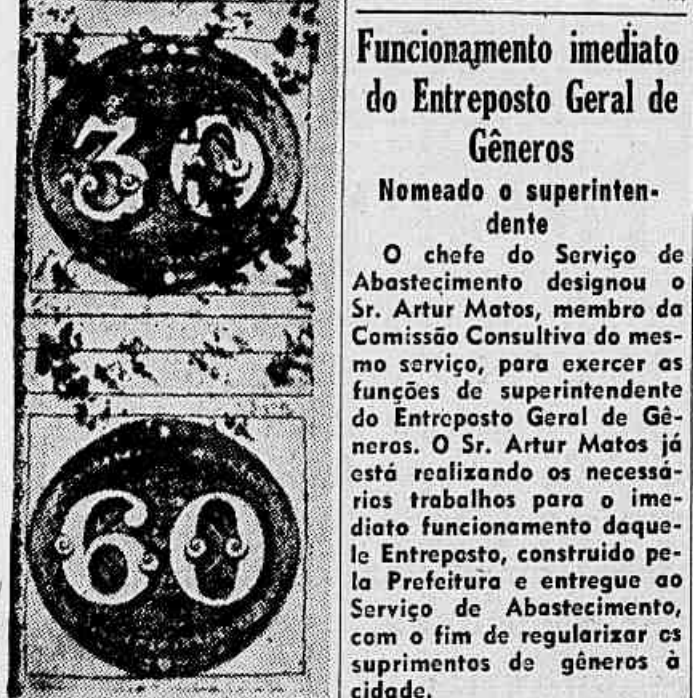 30
60
Funcionamento imediato
do Entreposto Geral de
Gêneros
Nomeado o superinten-
dente
O chefe do Serviço de
Abastecimento designou o
Sr. Artur Matos, membro da
Comissão Consultiva do mes-
mo serviço, para exercer as
funções de superintendente
do Entreposto Geral de Gê-
neros. O Sr. Artur Matos já
está realizando os necessá-
rios trabalhos para o ime-
diato funcionamento daque-
le Entreposto, construido pe-
la Prefeitura e entregue ao
Serviço de Abastecimento,
com o fim de regularizar os
suprimentos de gêneros à
cidade.